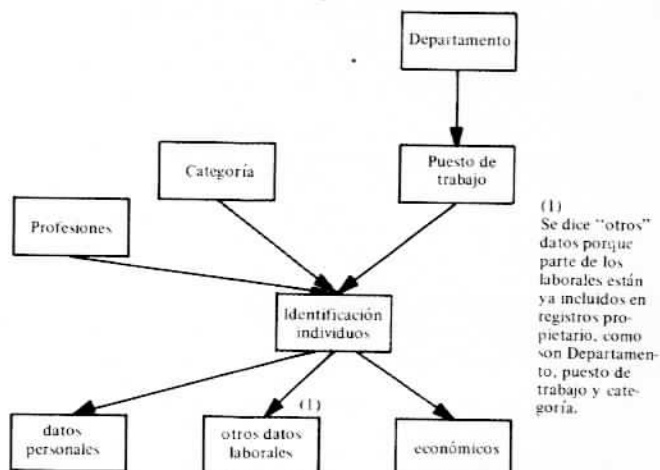 Departamento
Categoría
Puesto de
trabajo
Profesiones
(1)
Se dice “otros”
datos porque
parte de los
laborales están
ya incluidos en
registros pro-
pietario, como
son Departamen-
to, puesto de
trabajo y cate-
goría.
Identificación
individuos
(1)
datos
personales
otros datos
laborales
económicos